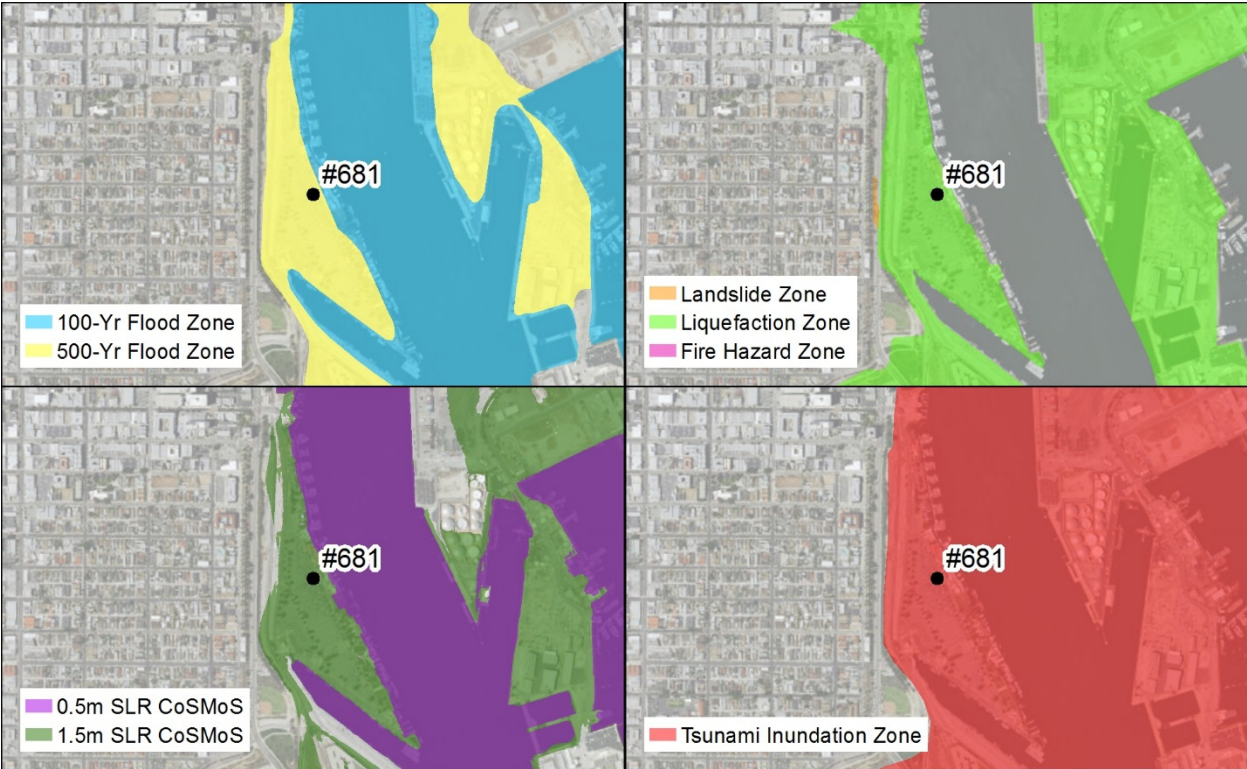 #681
100-Yr Flood Zone
500-Yr Flood Zone
#681
Landslide Zone
Liquefaction Zone
Fire Hazard Zone
#681
0.5m SLR CoSMoS
1.5m SLR CoSMoS
#681
Tsunami Inundation Zone